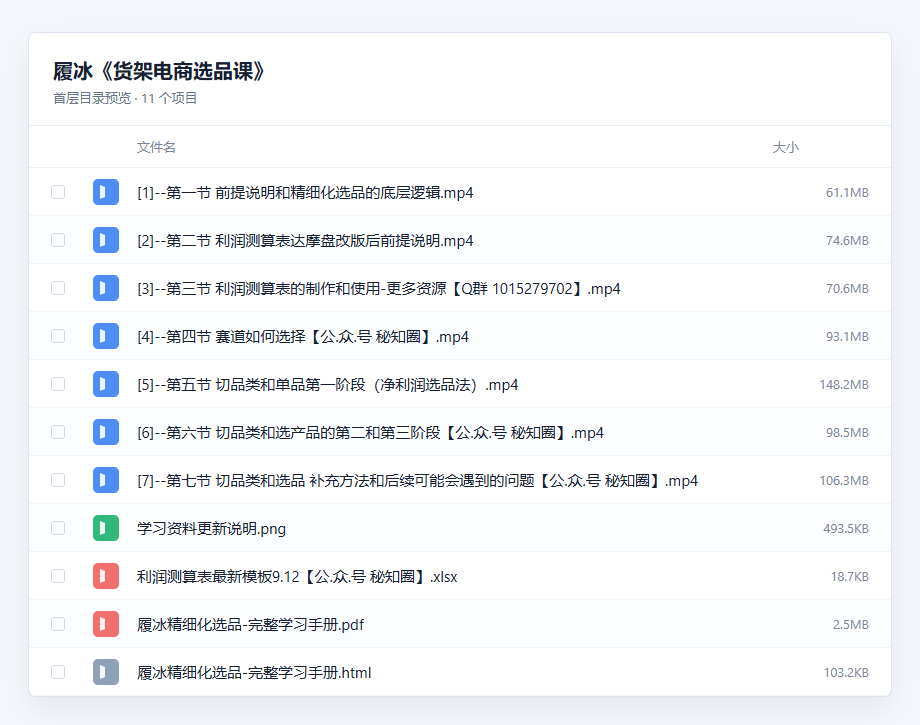 履冰《货架电商选品课》
首层目录预览 · 11 个项目
文件名 大小
[1]--第一节 前提说明和精细化选品的底层逻辑.mp4 61.1MB
[2]--第二节 利润测算表达摩盘改版后前提说明.mp4 74.6MB
[3]--第三节 利润测算表的制作和使用-更多资源【Q群 1015279702】.mp4 70.6MB
[4]--第四节 赛道如何选择【公.众.号 秘知圈】.mp4 93.1MB
[5]--第五节 切品类和单品第一阶段（净利润选品法）.mp4 148.2MB
[6]--第六节 切品类和选产品的第二和第三阶段【公.众.号 秘知圈】.mp4 98.5MB
[7]--第七节 切品类和选品 补充方法和后续可能会遇到的问题【公.众.号 秘知圈】.mp4 106.3MB
学习资料更新说明.png 493.5KB
利润测算表最新模板9.12【公.众.号 秘知圈】.xlsx 18.7KB
履冰精细化选品-完整学习手册.pdf 2.5MB
履冰精细化选品-完整学习手册.html 103.2KB